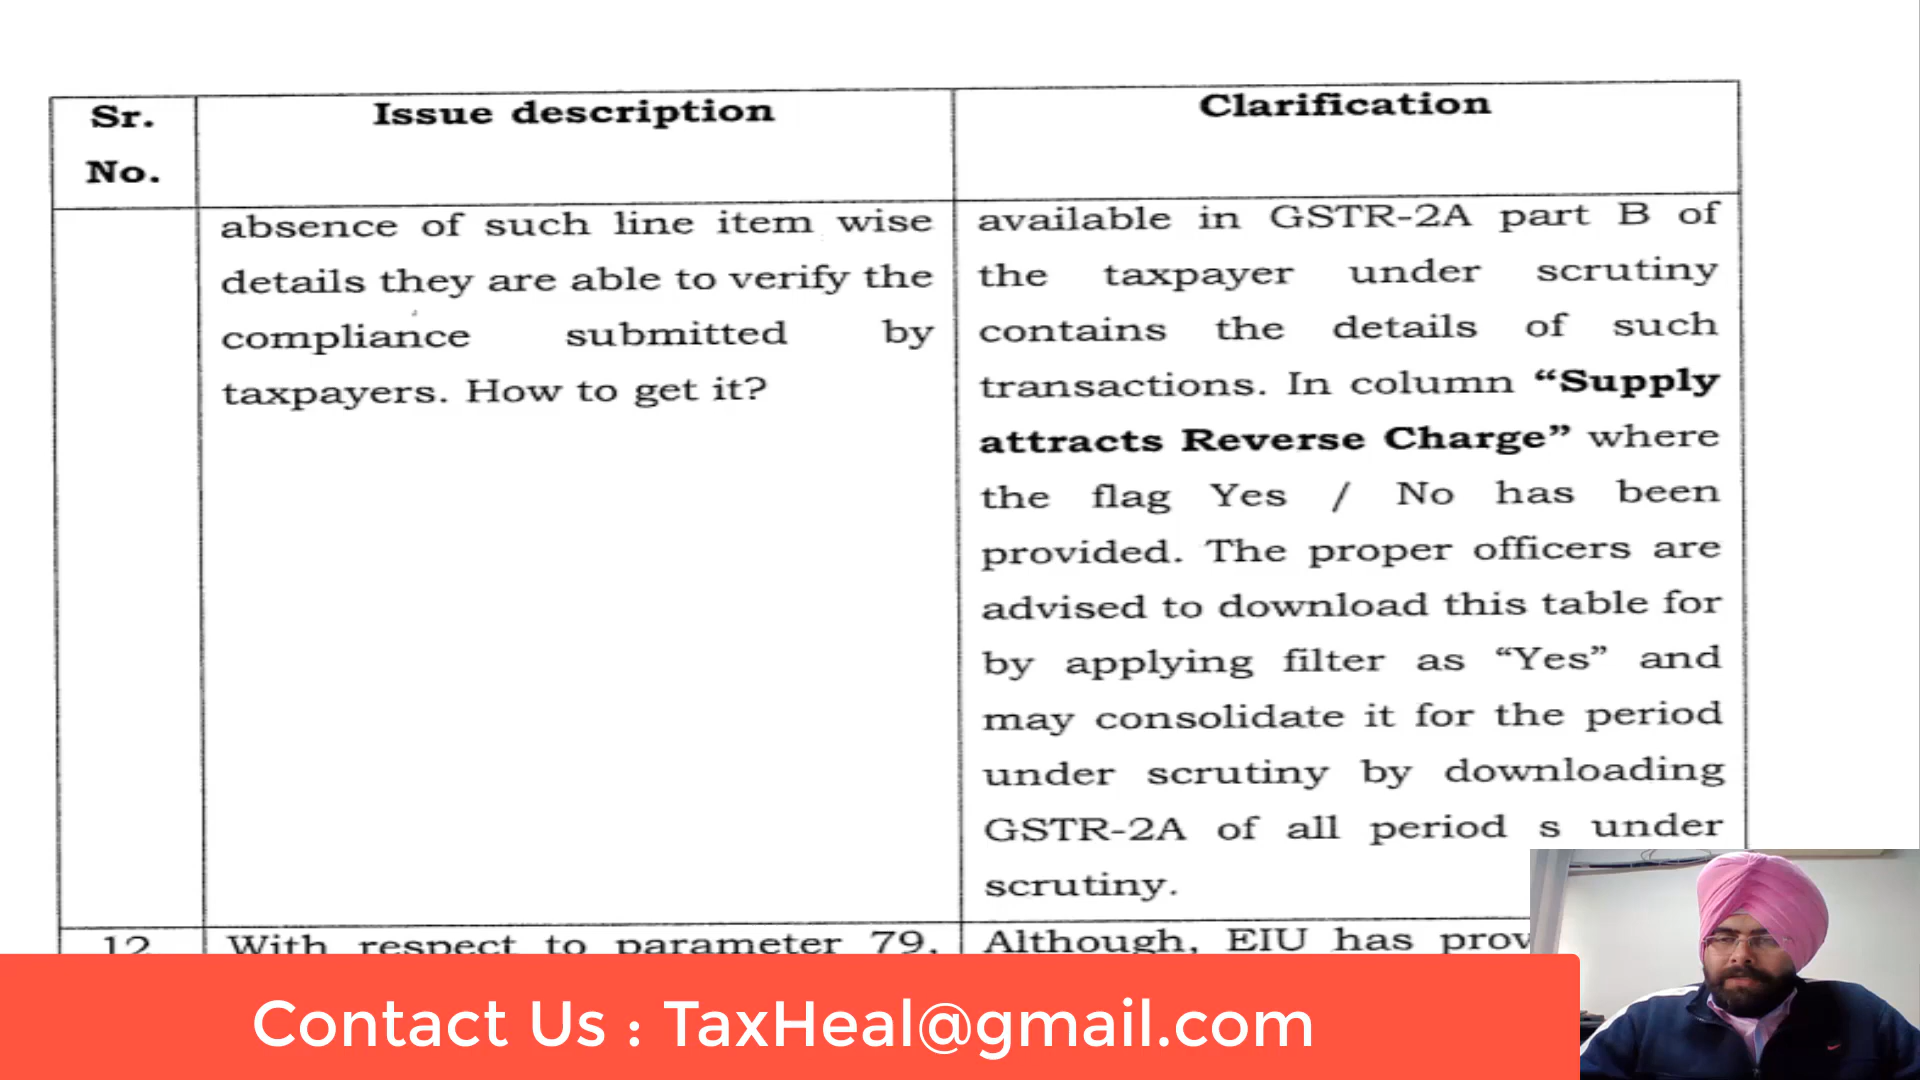 Sr.
No.
Issue description
Clarification
absence of such line item wise
details they are able to verify the
compliance submitted by
taxpayers. How to get it?
available in GSTR-2A part B of
the taxpayer under scrutiny
contains the details of such
transactions. In column “Supply
attracts Reverse Charge” where
the flag Yes / No has been
provided. The proper officers are
advised to download this table for
by applying filter as “Yes” and
may consolidate it for the period
under scrutiny by downloading
GSTR-2A of all period s under
scrutiny.
12
With respect to parameter 79,
Although, EIU has prov
Contact Us : TaxHeal@gmail.com